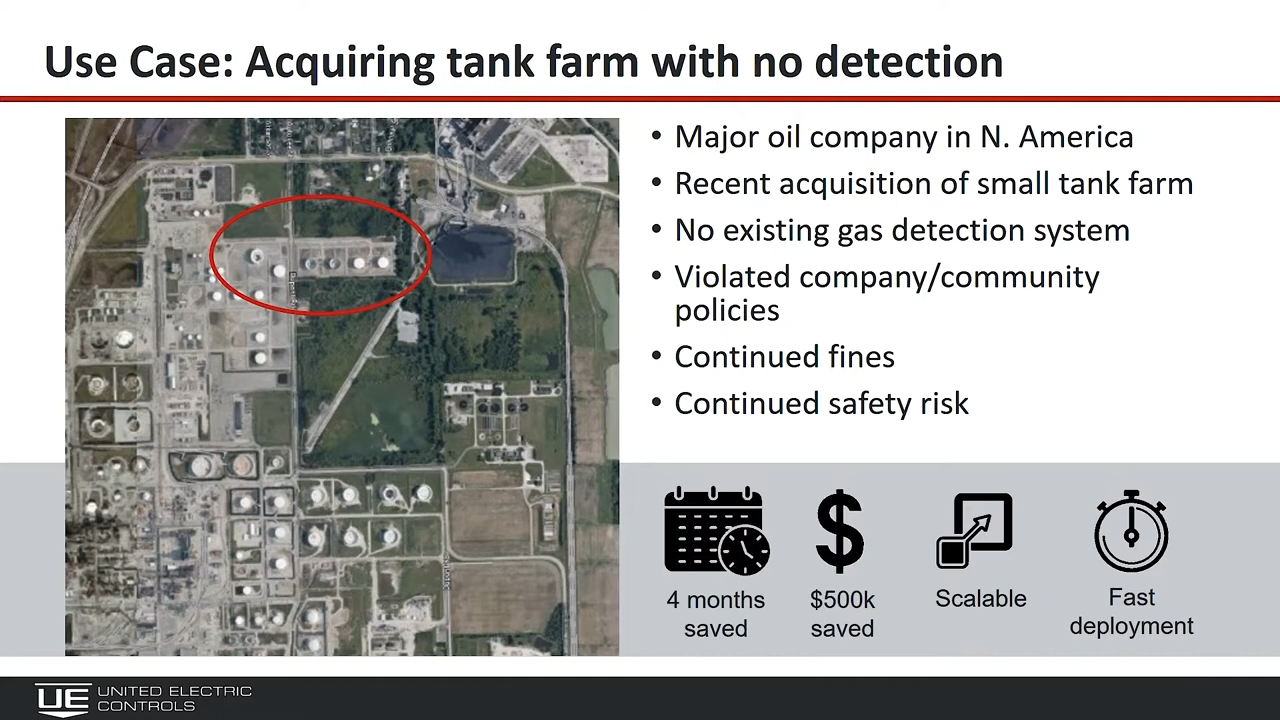 Use Case: Acquiring tank farm with no detection
• Major oil company in N. America
• Recent acquisition of small tank farm
• No existing gas detection system
• Violated company/community
policies
• Continued fines
• Continued safety risk
4 months
saved
$500k
saved
Scalable
Fast
deployment
UE UNITED ELECTRIC
CONTROLS